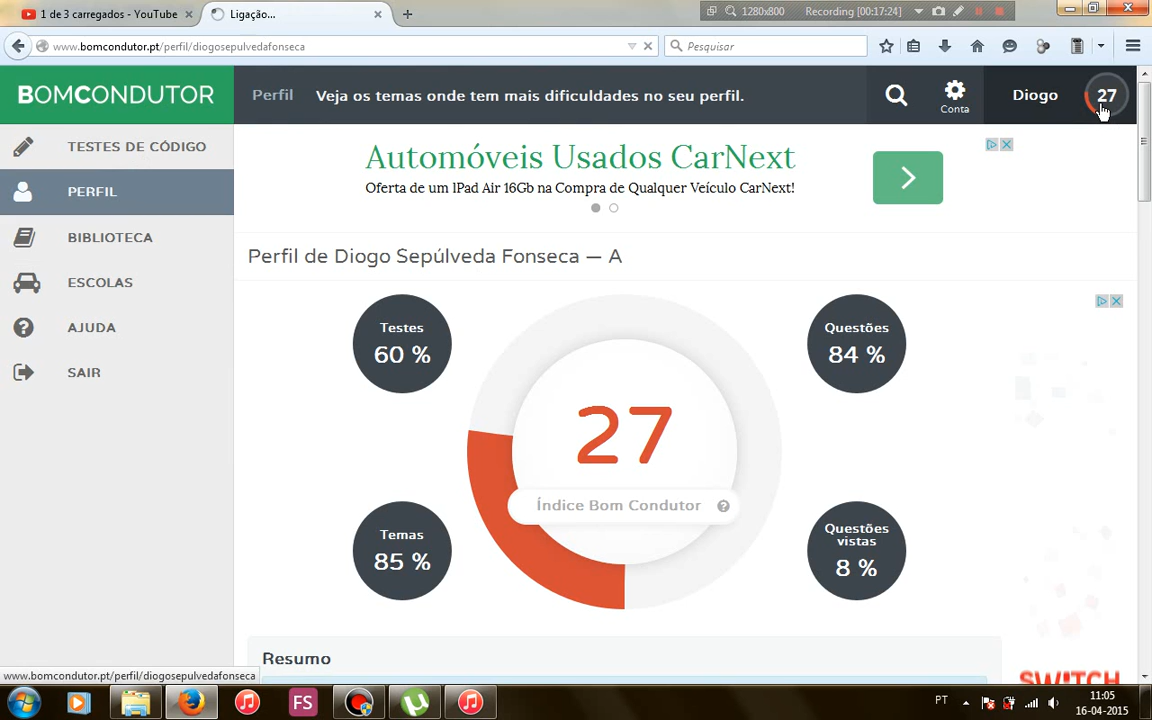 1 de 3 carregados - YouTube
Ligação...
1280x800
Recording [00:17:24]
www.bomcondutor.pt/perfil/diogosepulvedafonseca
Pesquisar
BOMCONDUTOR
Perfil
Veja os temas onde tem mais dificuldades no seu perfil.
Conta
Diogo
27
TESTES DE CÓDIGO
PERFIL
BIBLIOTECA
ESCOLAS
AJUDA
SAIR
Automóveis Usados CarNext
Oferta de um IPad Air 16Gb na Compra de Qualquer Veículo CarNext!
Perfil de Diogo Sepúlveda Fonseca — A
Testes
60 %
Questões
84 %
27
Índice Bom Condutor
Temas
85 %
Questões
vistas
8 %
Resumo
SWITCH
www.bomcondutor.pt/perfil/diogosepulvedafonseca
FS
PT
11:05
16-04-2015